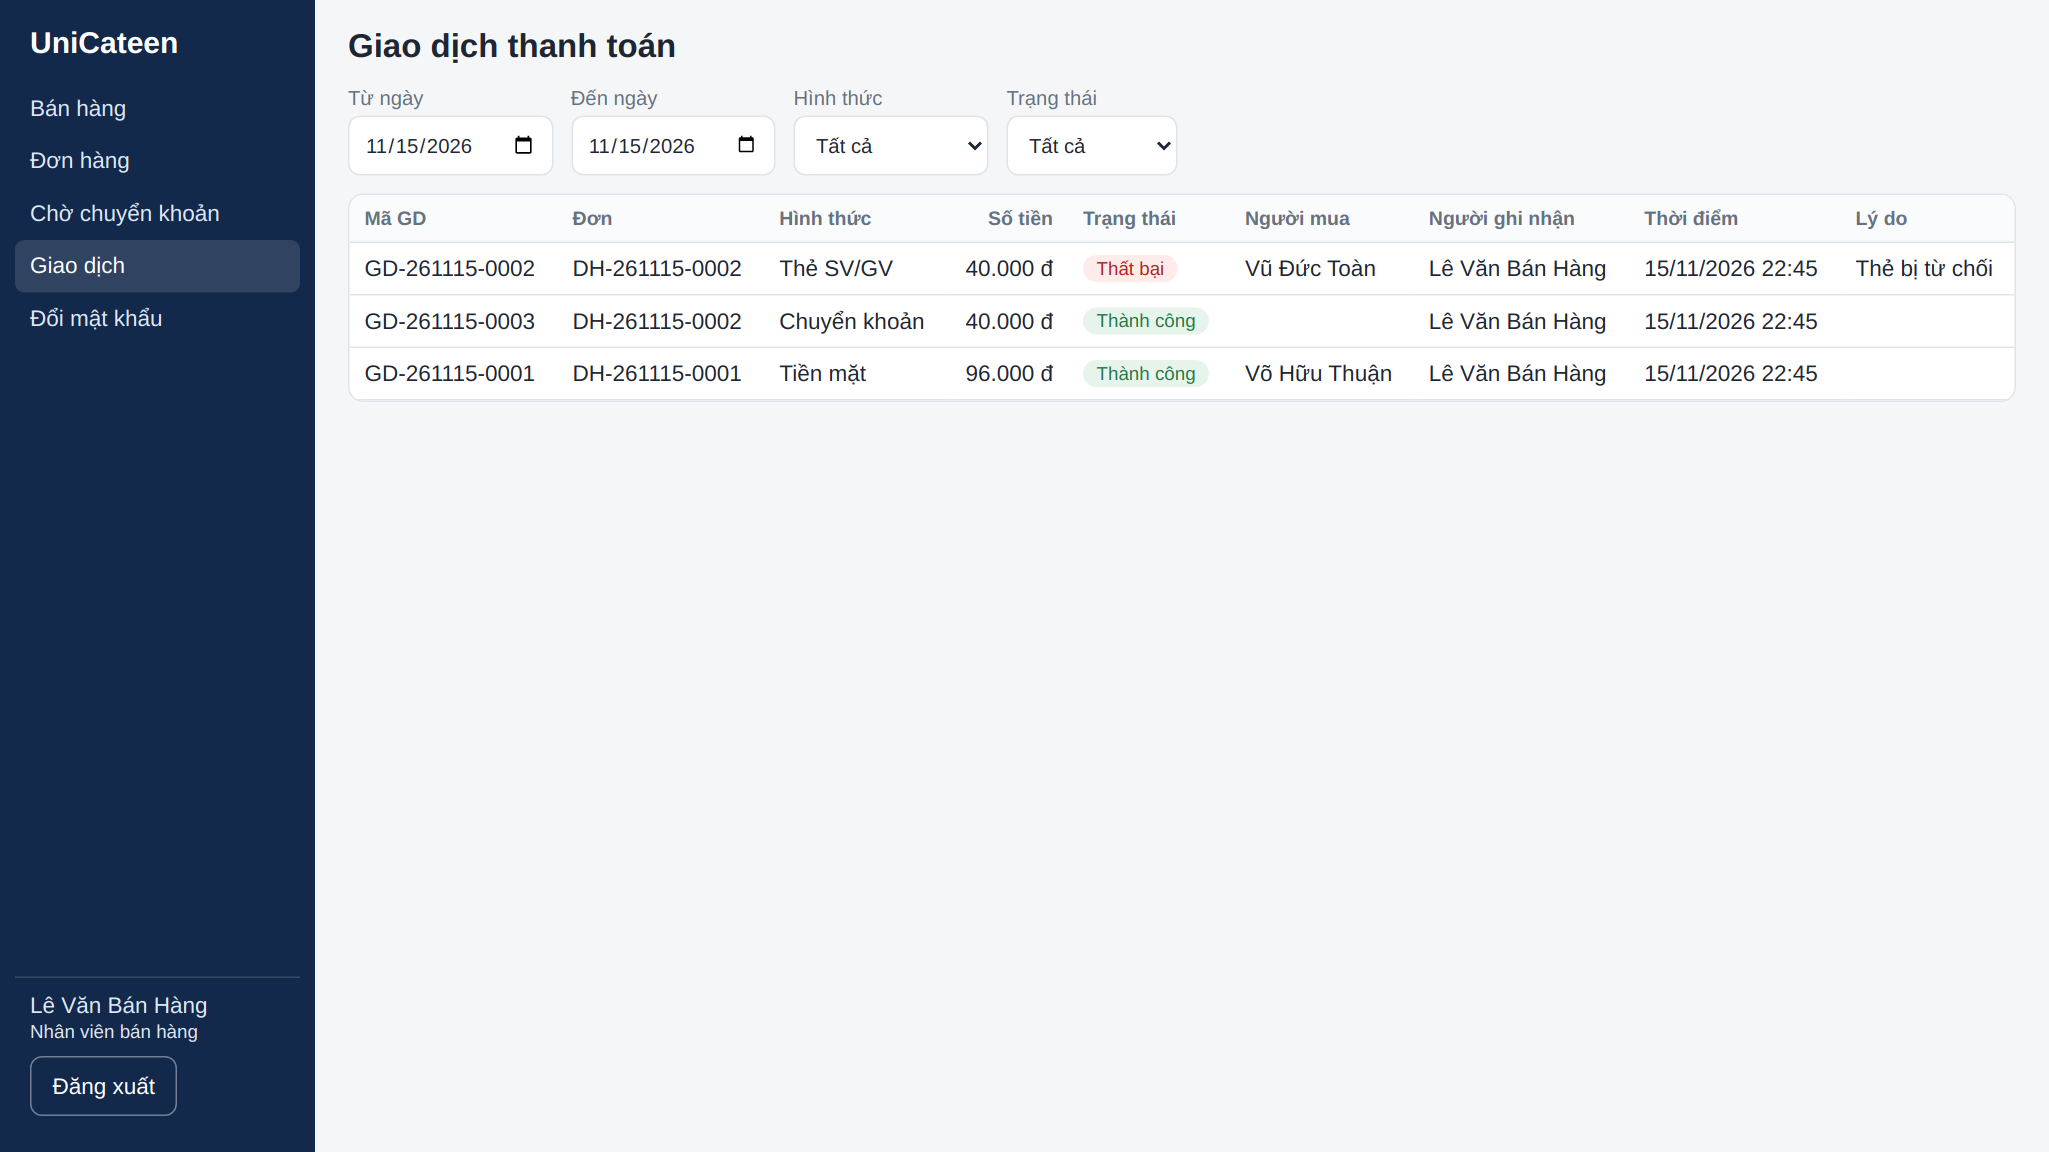 UniCateen
Bán hàng
Đơn hàng
Chờ chuyển khoản
Giao dịch
Đổi mật khẩu
Lê Văn Bán Hàng
Nhân viên bán hàng
Đăng xuất
Giao dịch thanh toán
Từ ngày Đến ngày Hình thức Trạng thái
11/15/2026 11/15/2026 Tất cả Tất cả
Mã GD Đơn Hình thức Số tiền Trạng thái Người mua Người ghi nhận Thời điểm Lý do
GD-261115-0002 DH-261115-0002 Thẻ SV/GV 40.000 đ Thất bại Vũ Đức Toàn Lê Văn Bán Hàng 15/11/2026 22:45 Thẻ bị từ chối
GD-261115-0003 DH-261115-0002 Chuyển khoản 40.000 đ Thành công Lê Văn Bán Hàng 15/11/2026 22:45
GD-261115-0001 DH-261115-0001 Tiền mặt 96.000 đ Thành công Võ Hữu Thuận Lê Văn Bán Hàng 15/11/2026 22:45